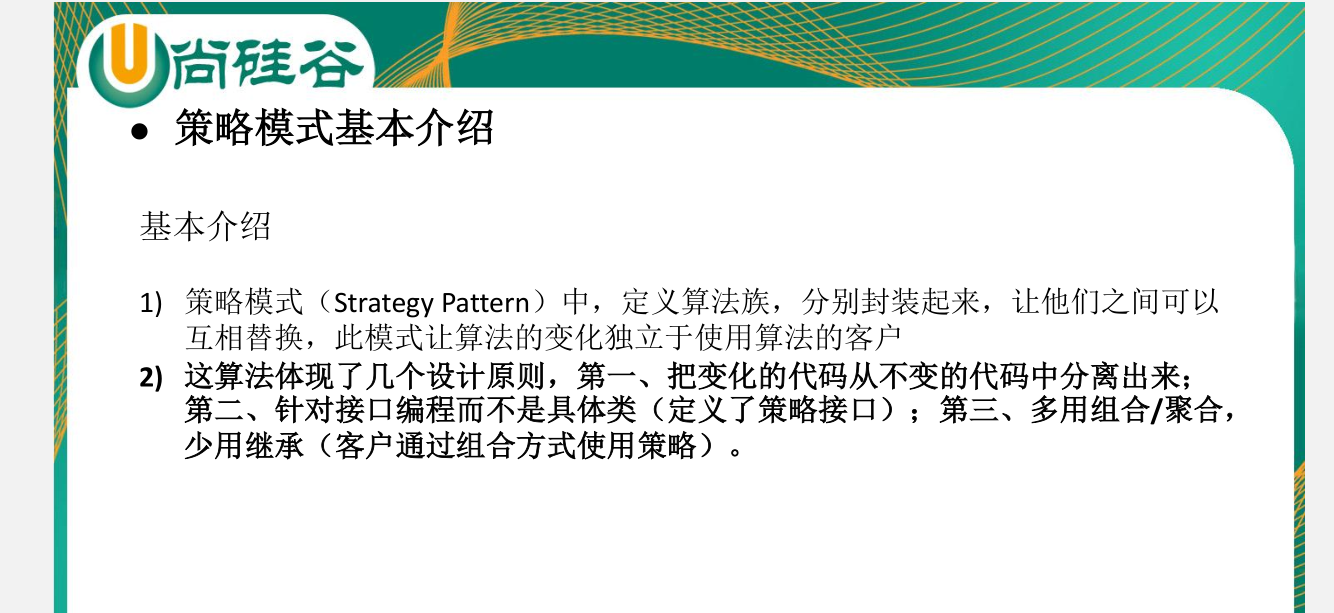 尚硅谷
● 策略模式基本介绍
基本介绍
1) 策略模式（Strategy Pattern）中，定义算法族，分别封装起来，让他们之间可以
互相替换，此模式让算法的变化独立于使用算法的客户
2) 这算法体现了几个设计原则，第一、把变化的代码从不变的代码中分离出来；
第二、针对接口编程而不是具体类（定义了策略接口）；第三、多用组合/聚合，
少用继承（客户通过组合方式使用策略）。